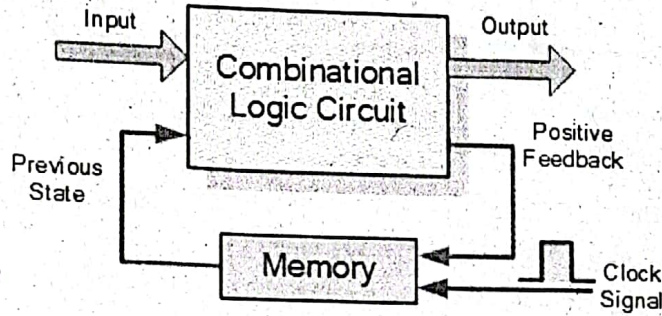 Input
Output
Combinational
Logic Circuit
Positive
Feedback
Previous
State
Memory
Clock
Signal